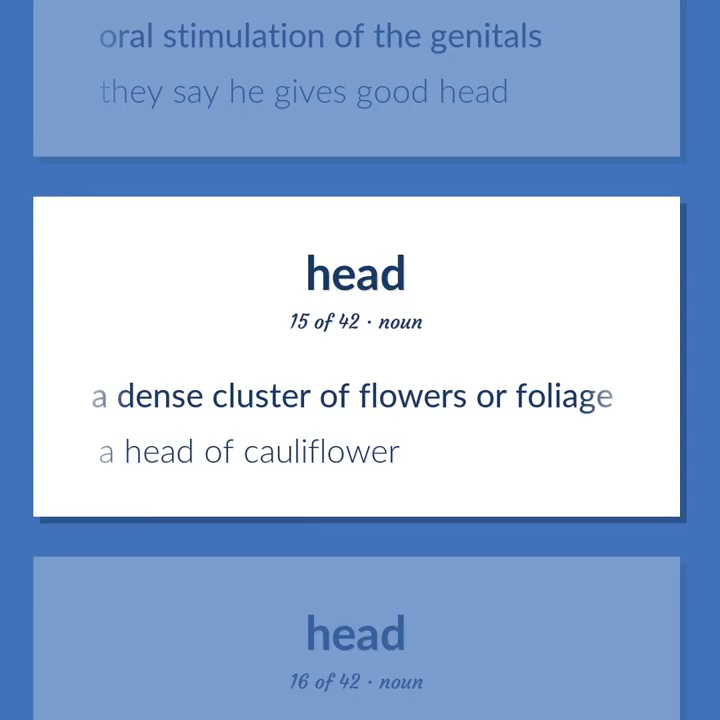 oral stimulation of the genitals
they say he gives good head
head
15 of 42 · noun
a dense cluster of flowers or foliage
a head of cauliflower
head
16 of 42 · noun